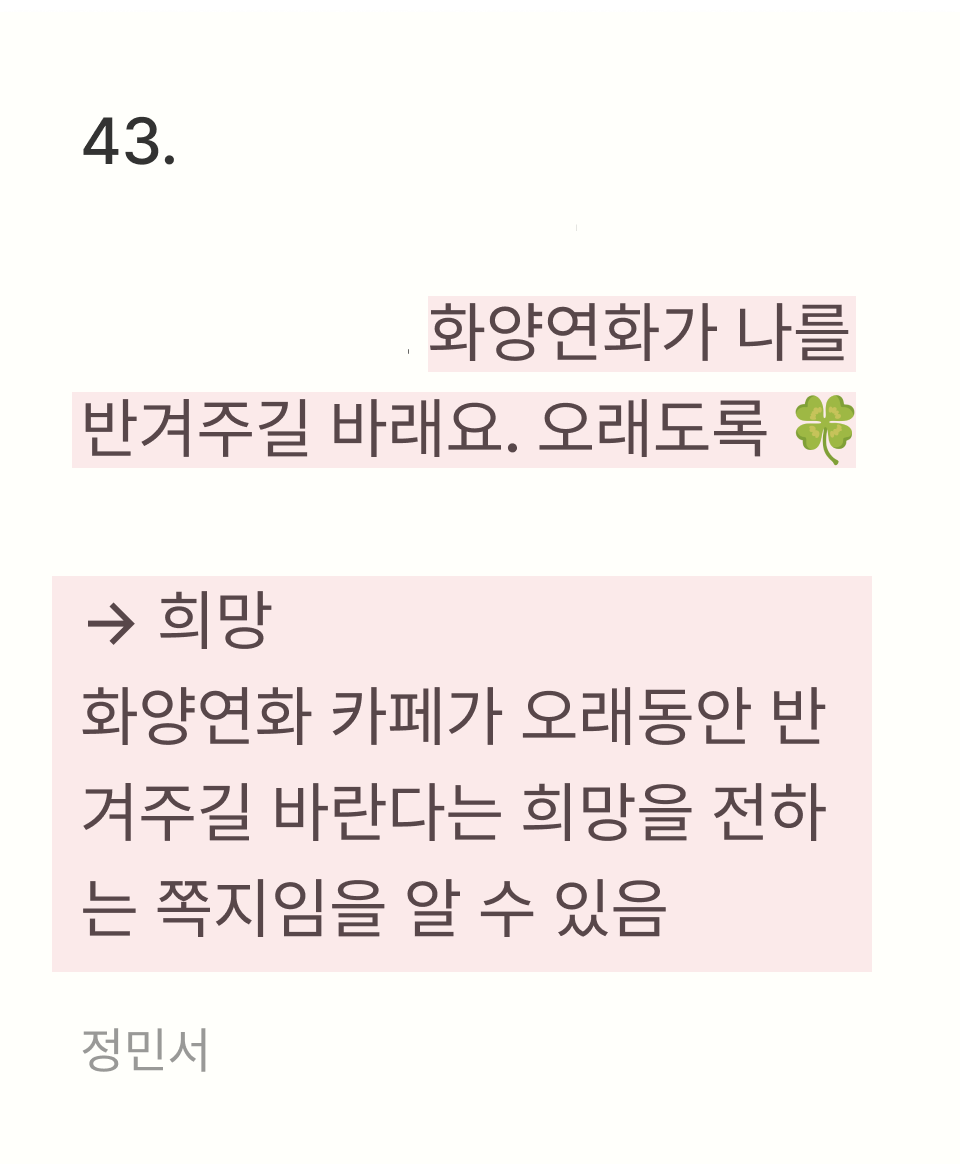 43.
화양연화가 나를
반겨주길 바래요. 오래도록 🍀
→ 희망
화양연화 카페가 오래동안 반
겨주길 바란다는 희망을 전하
는 쪽지임을 알 수 있음
정민서